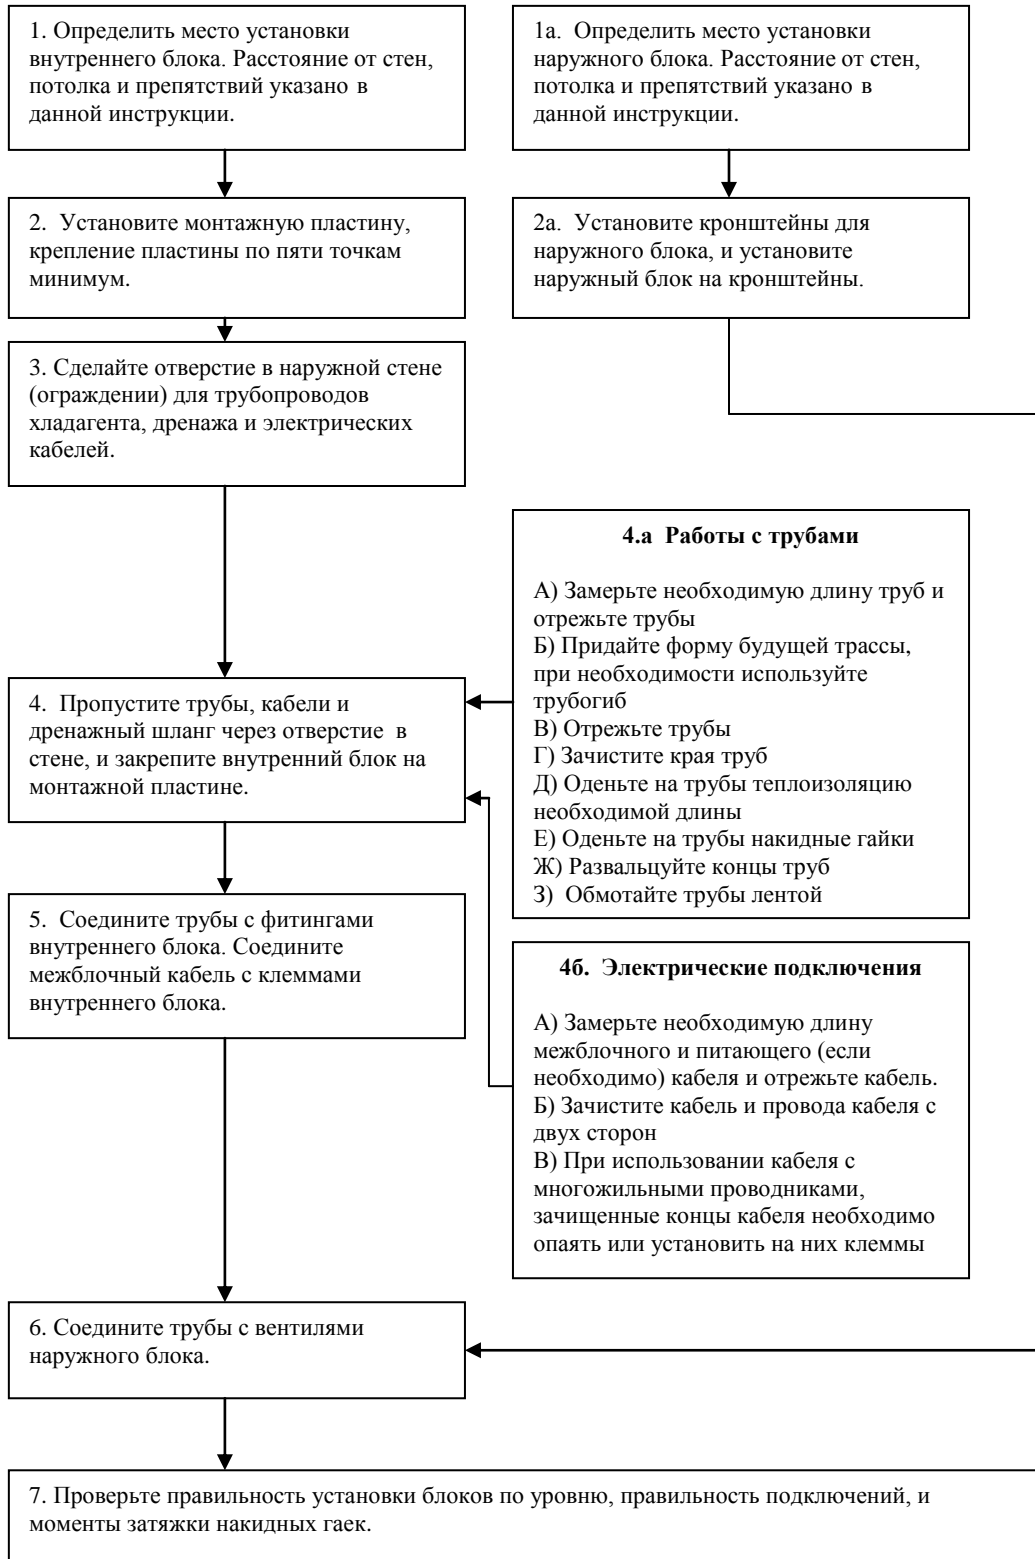 1. Определить место установки
внутреннего блока. Расстояние от стен,
потолка и препятствий указано в
данной инструкции.
1а. Определить место установки
наружного блока. Расстояние от стен,
потолка и препятствий указано в
данной инструкции.
2. Установите монтажную пластину,
крепление пластины по пяти точкам
минимум.
2а. Установите кронштейны для
наружного блока, и установите
наружный блок на кронштейны.
3. Сделайте отверстие в наружной стене
(ограждении) для трубопроводов
хладагента, дренажа и электрических
кабелей.
4.а Работы с трубами
А) Замерьте необходимую длину труб и
отрежьте трубы
Б) Придайте форму будущей трассы,
при необходимости используйте
трубогиб
В) Отрежьте трубы
Г) Зачистите края труб
Д) Оденьте на трубы теплоизоляцию
необходимой длины
Е) Оденьте на трубы накидные гайки
Ж) Развальцуйте концы труб
З) Обмотайте трубы лентой
4. Пропустите трубы, кабели и
дренажный шланг через отверстие в
стене, и закрепите внутренний блок на
монтажной пластине.
5. Соедините трубы с фитингами
внутреннего блока. Соедините
межблочный кабель с клеммами
внутреннего блока.
4б. Электрические подключения
А) Замерьте необходимую длину
межблочного и питающего (если
необходимо) кабеля и отрежьте кабель.
Б) Зачистите кабель и провода кабеля с
двух сторон
В) При использовании кабеля с
многожильными проводниками,
зачищенные концы кабеля необходимо
опаять или установить на них клеммы
6. Соедините трубы с вентилями
наружного блока.
7. Проверьте правильность установки блоков по уровню, правильность подключений, и
моменты затяжки накидных гаек.